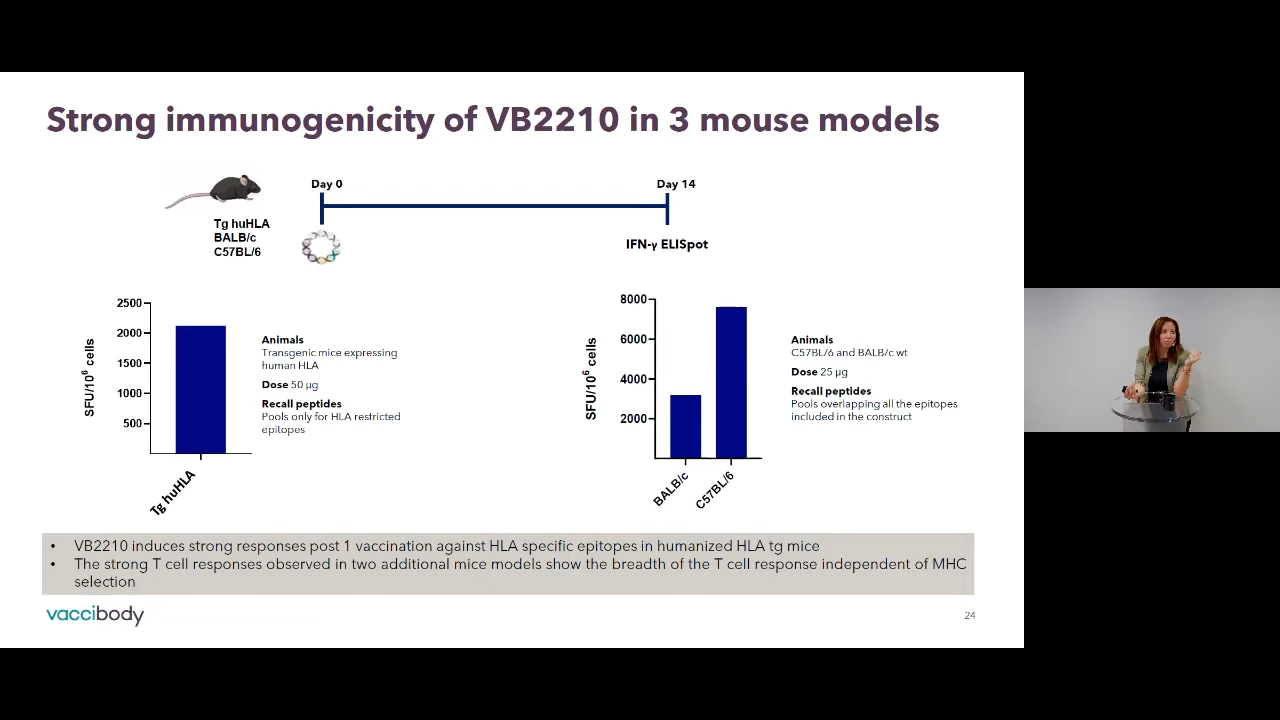 Strong immunogenicity of VB2210 in 3 mouse models
Day 0
Day 14
Tg huHLA
BALB/c
C57BL/6
IFN-γ ELISpot
2500
2000
1500
1000
500
SFU/10⁶ cells
Tg huHLA
Animals
Transgenic mice expressing
human HLA
Dose 50 μg
Recall peptides
Pools only for HLA restricted
epitopes
8000
6000
4000
2000
SFU/10⁶ cells
BALB/c
C57BL/6
Animals
C57BL/6 and BALB/c wt
Dose 25 μg
Recall peptides
Pools overlapping all the epitopes
included in the construct
• VB2210 induces strong responses post 1 vaccination against HLA specific epitopes in humanized HLA tg mice
• The strong T cell responses observed in two additional mice models show the breadth of the T cell response independent of MHC
selection
vaccibody
24